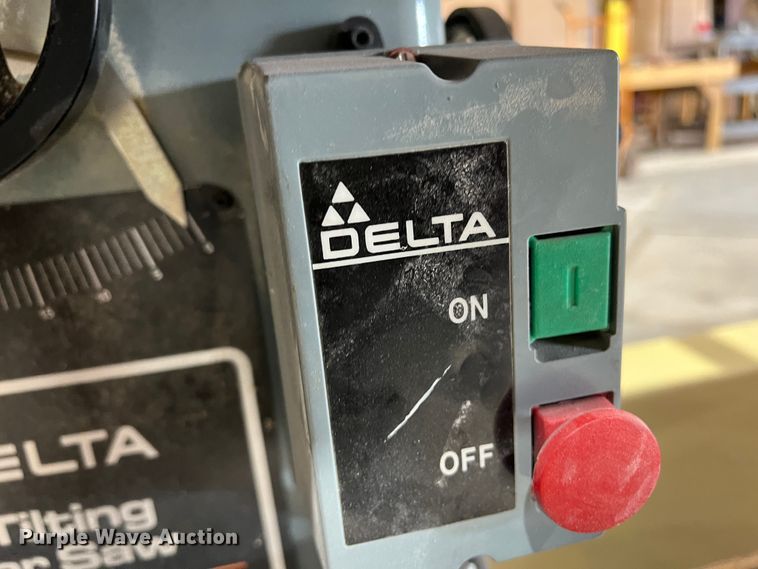 DELTA
ON
I
OFF
ELTA
Tilting
Saw
Purple Wave Auction®